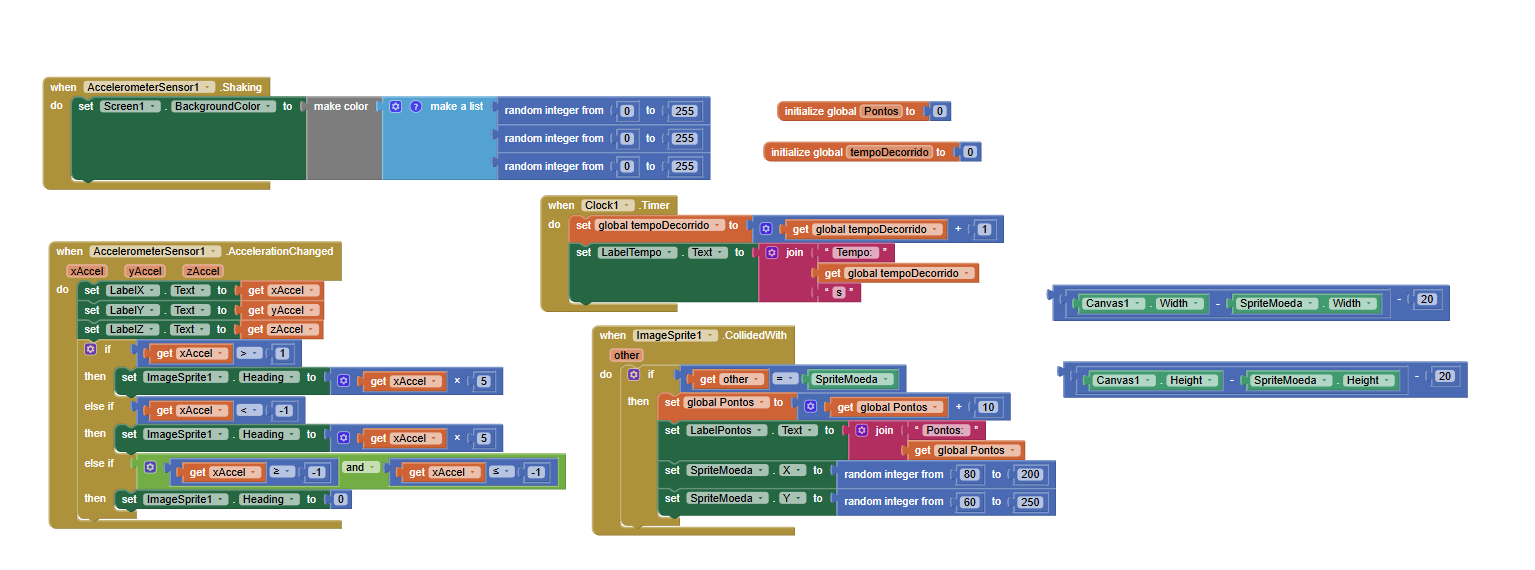 when AccelerometerSensor1 .Shaking
do set Screen1 . BackgroundColor to make color ? make a list random integer from 0 to 255
random integer from 0 to 255
random integer from 0 to 255
initialize global Pontos to 0
initialize global tempoDecorrido to 0
when Clock1 .Timer
do set global tempoDecorrido to get global tempoDecorrido + 1
set LabelTempo . Text to join " Tempo: "
get global tempoDecorrido
" s "
when AccelerometerSensor1 .AccelerationChanged
xAccel yAccel zAccel
do set LabelX . Text to get xAccel
set LabelY . Text to get yAccel
set LabelZ . Text to get zAccel
if get xAccel > 1
then set ImageSprite1 . Heading to get xAccel × 5
else if get xAccel < -1
then set ImageSprite1 . Heading to get xAccel × 5
else if get xAccel ≥ -1 and get xAccel ≤ -1
then set ImageSprite1 . Heading to 0
when ImageSprite1 .CollidedWith
other
do if get other = SpriteMoeda
then set global Pontos to get global Pontos + 10
set LabelPontos . Text to join " Pontos: "
get global Pontos
set SpriteMoeda . X to random integer from 80 to 200
set SpriteMoeda . Y to random integer from 60 to 250
Canvas1 . Width - SpriteMoeda . Width - 20
Canvas1 . Height - SpriteMoeda . Height - 20